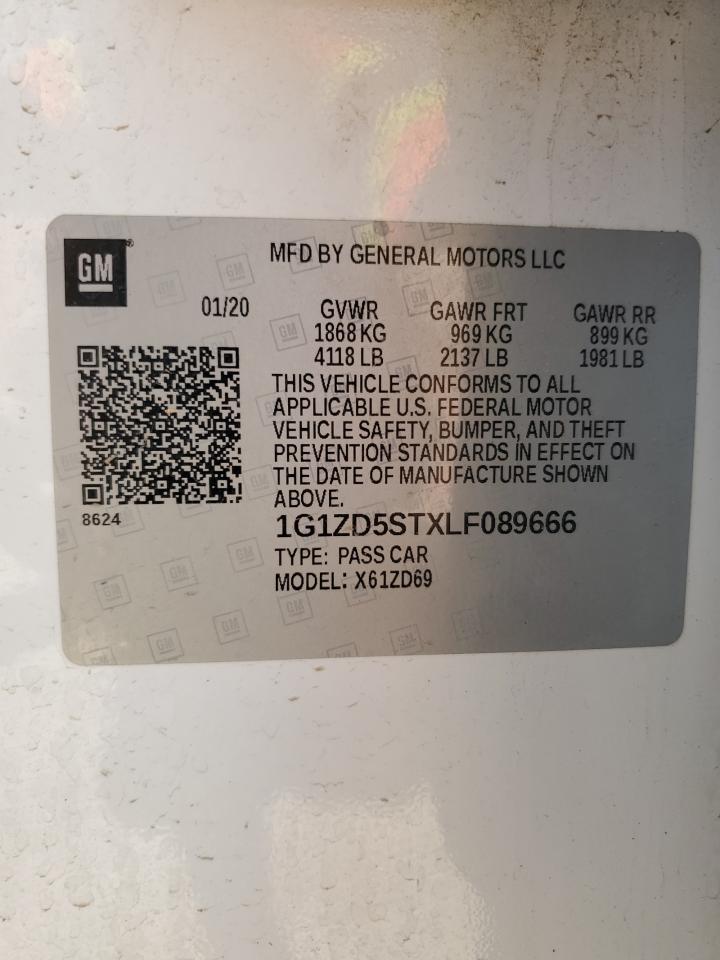 GM
MFD BY GENERAL MOTORS LLC
01/20 GVWR GAWR FRT GAWR RR
1868 KG 969 KG 899 KG
4118 LB 2137 LB 1981 LB
THIS VEHICLE CONFORMS TO ALL
APPLICABLE U.S. FEDERAL MOTOR
VEHICLE SAFETY, BUMPER, AND THEFT
PREVENTION STANDARDS IN EFFECT ON
THE DATE OF MANUFACTURE SHOWN
ABOVE.
8624
1G1ZD5STXLF089666
TYPE: PASS CAR
MODEL: X61ZD69